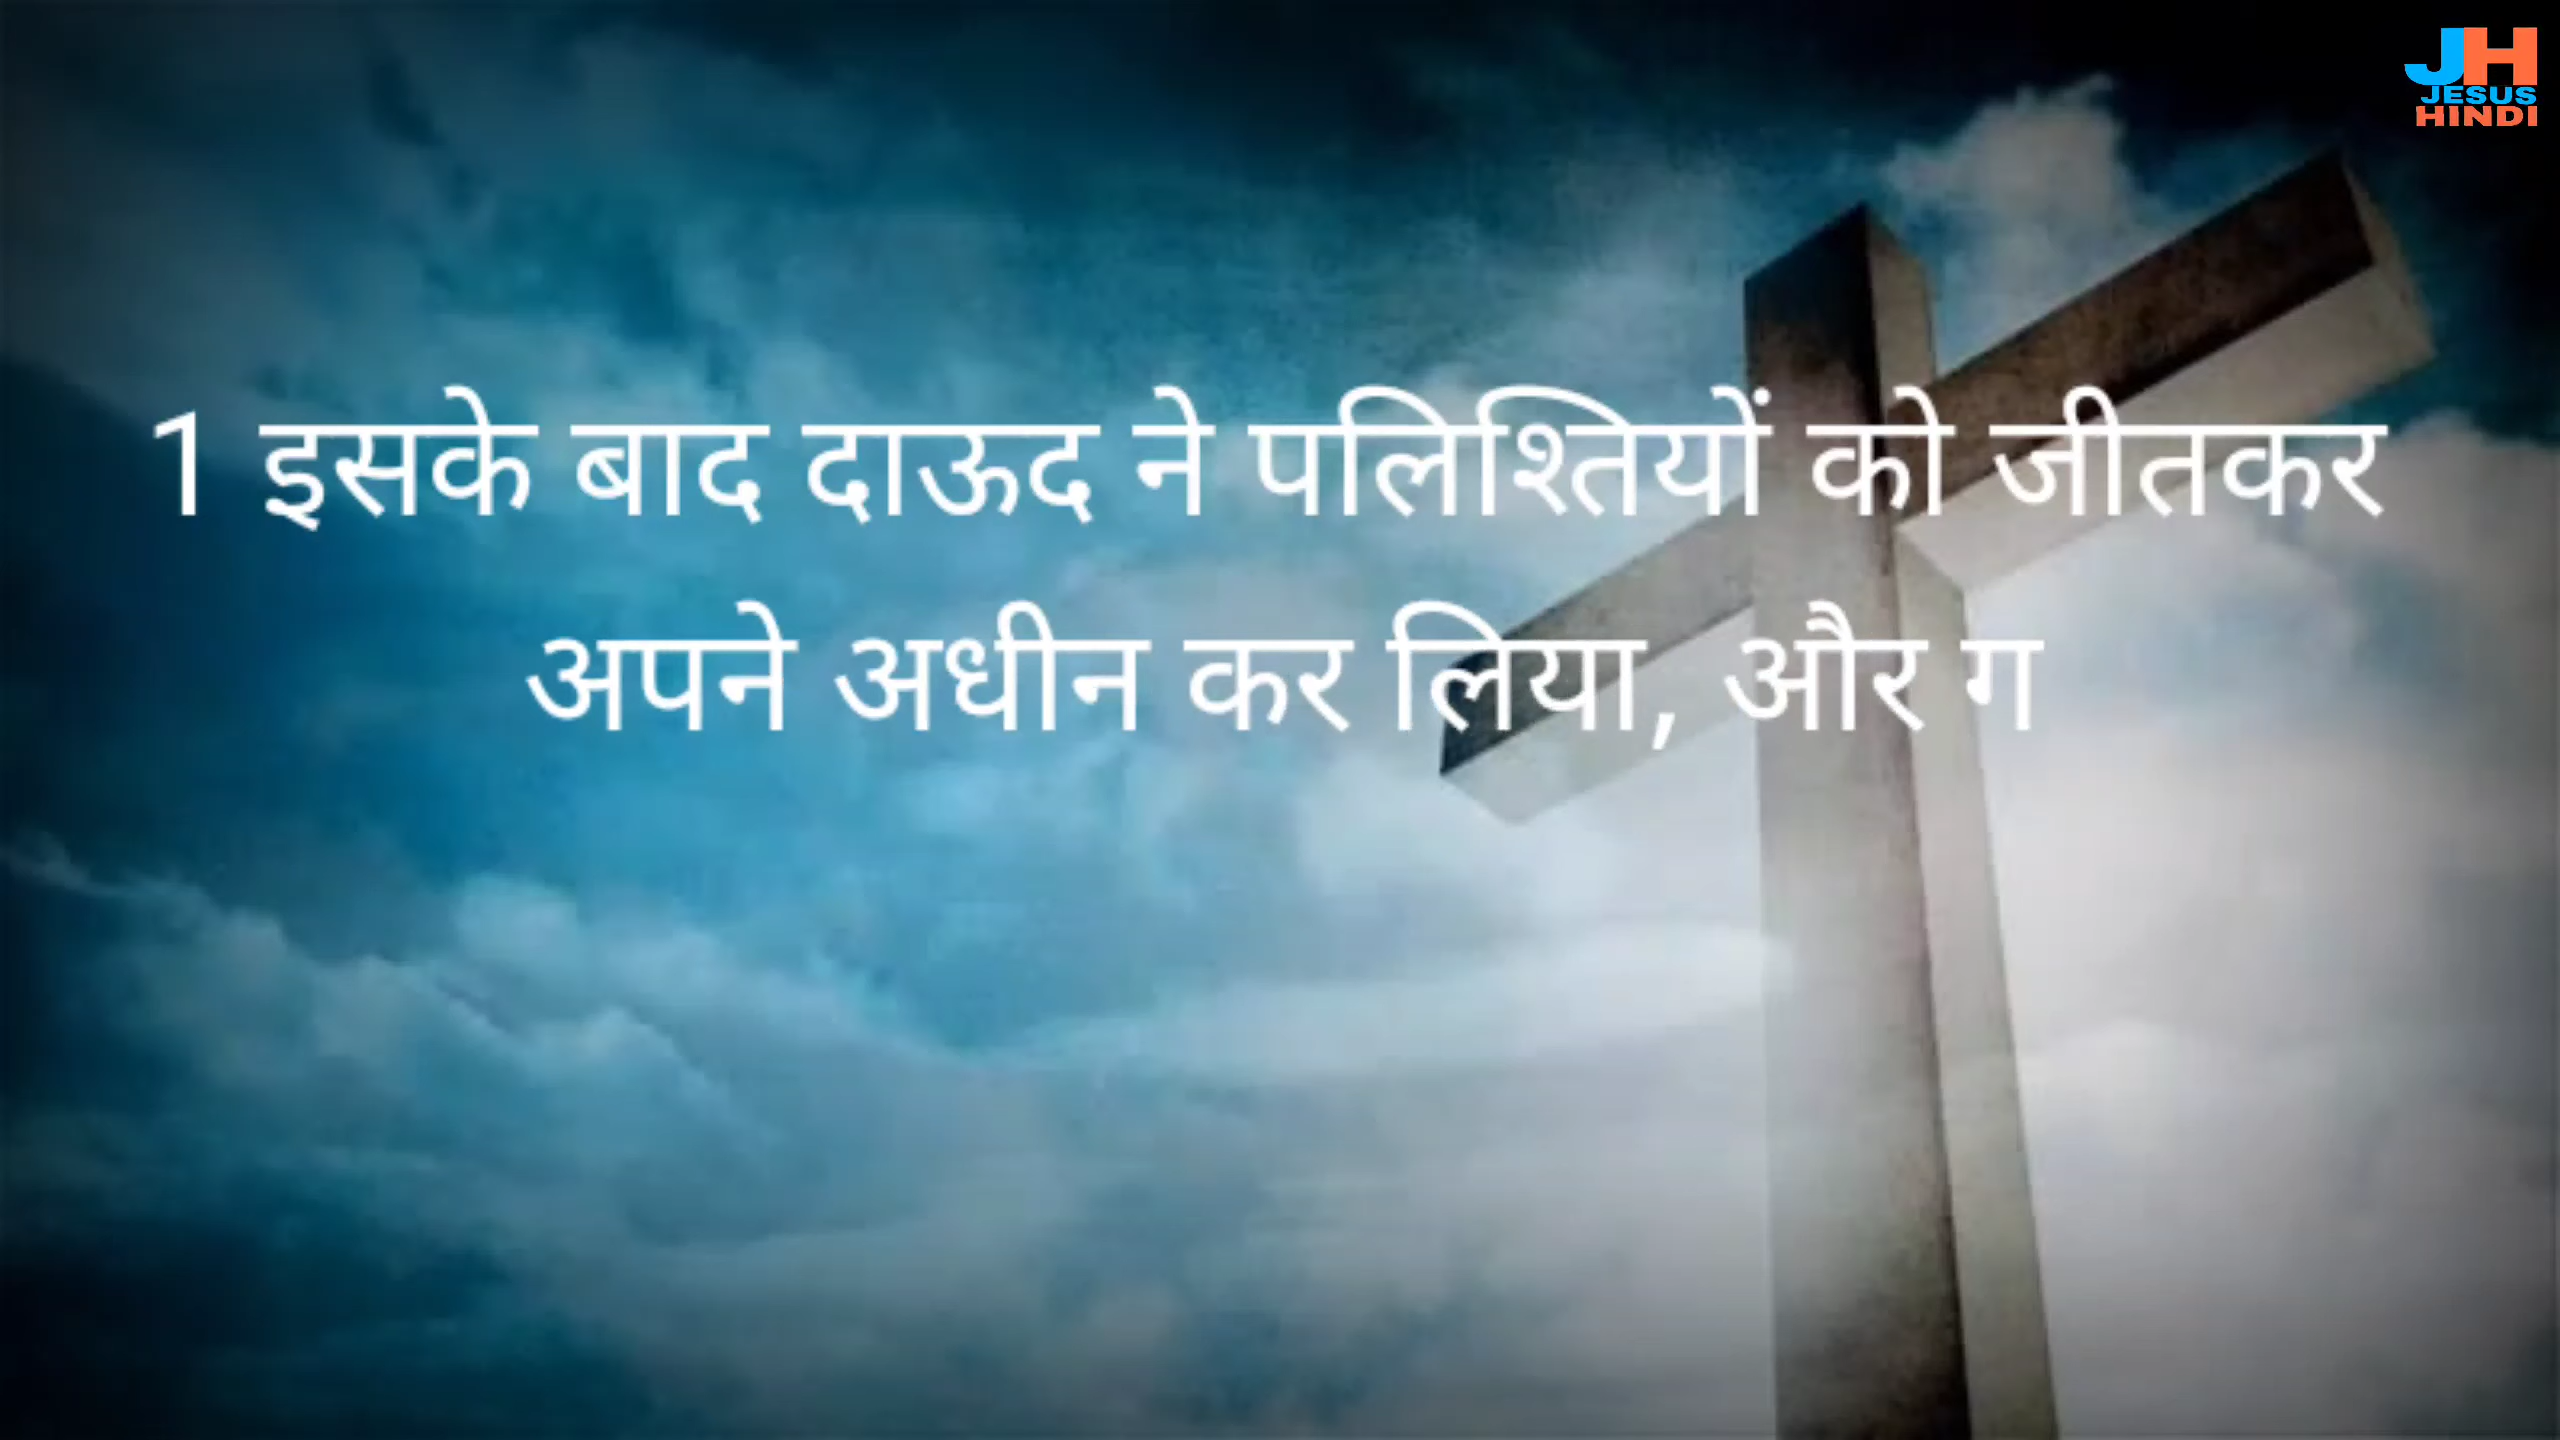 JH
JESUS
HINDI
1 इसके बाद दाऊद ने पलिश्तियों को जीतकर
अपने अधीन कर लिया, और ग